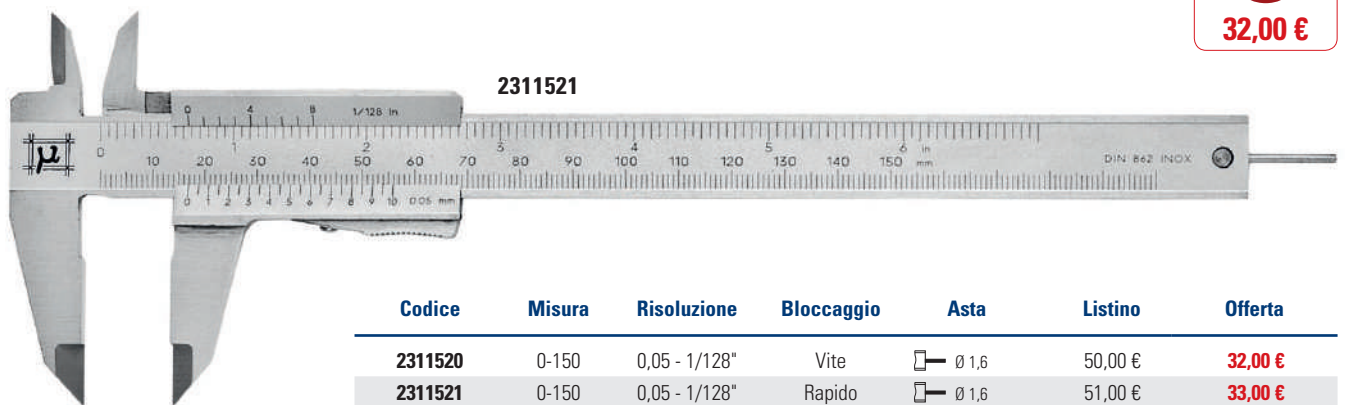 32,00 €
2311521
0 4 8 1/128 in
1 2 3 4 5 6 in
0 10 20 30 40 50 60 70 80 90 100 110 120 130 140 150 mm
DIN 862 INOX
µ
0 1 2 3 4 5 6 7 8 9 10 0.05 mm
Codice Misura Risoluzione Bloccaggio Asta Listino Offerta
2311520 0-150 0,05 - 1/128" Vite Ø 1,6 50,00 € 32,00 €
2311521 0-150 0,05 - 1/128" Rapido Ø 1,6 51,00 € 33,00 €